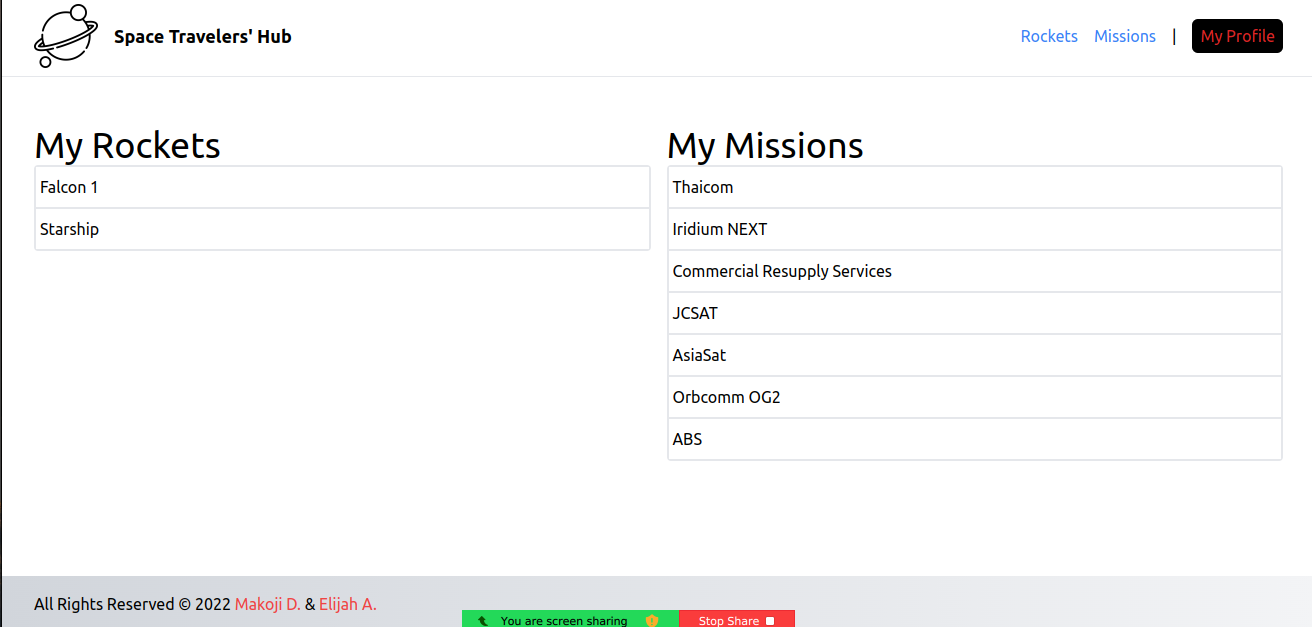 Space Travelers' Hub
Rockets Missions | My Profile
My Rockets
Falcon 1
Starship
My Missions
Thaicom
Iridium NEXT
Commercial Resupply Services
JCSAT
AsiaSat
Orbcomm OG2
ABS
All Rights Reserved © 2022 Makoji D. & Elijah A.
You are screen sharing
Stop Share